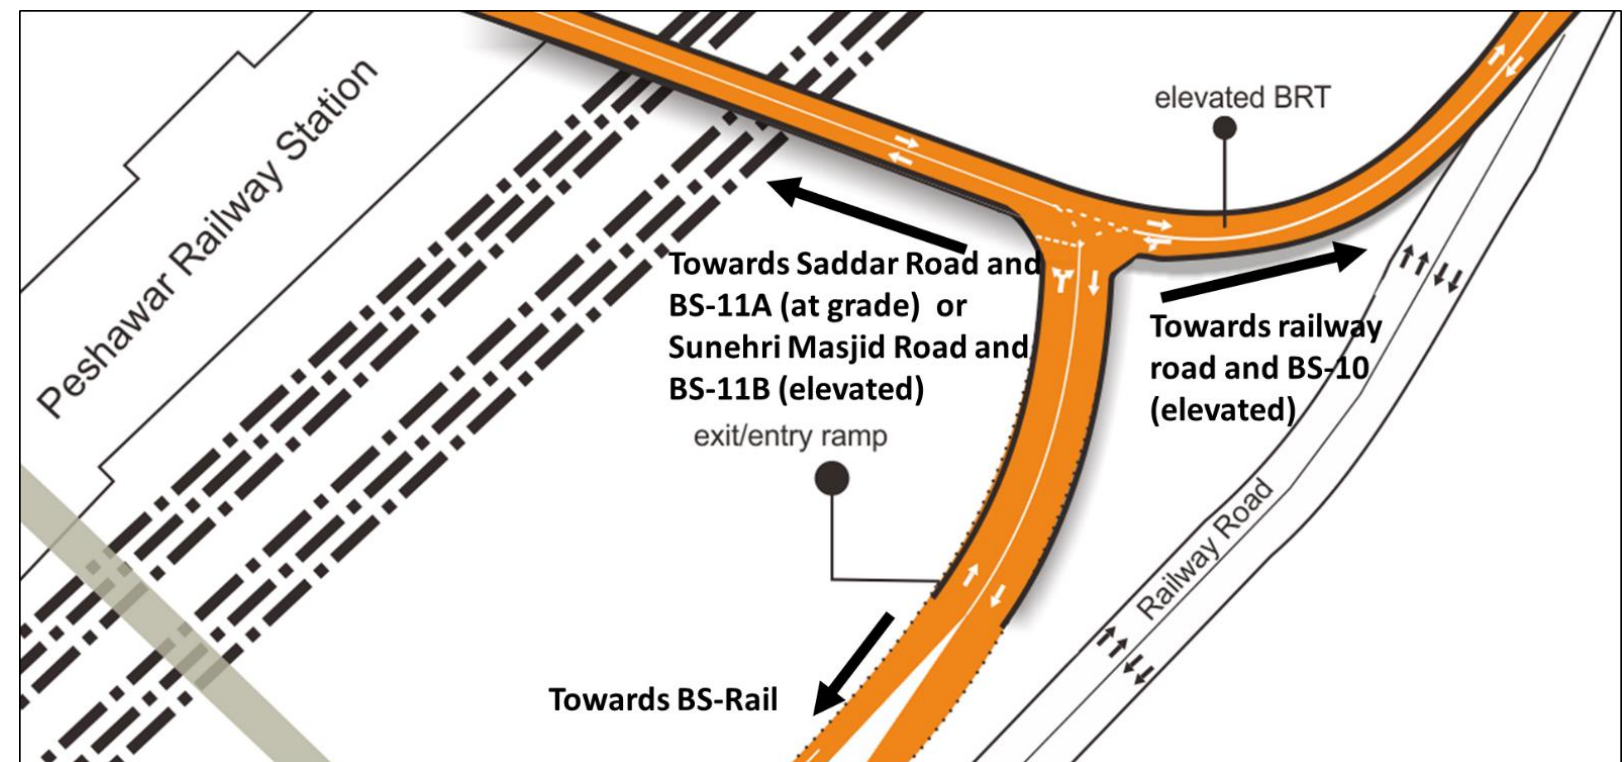 Peshawar Railway Station
elevated BRT
Towards Saddar Road and
BS-11A (at grade) or
Sunehri Masjid Road and
BS-11B (elevated)
Towards railway
road and BS-10
(elevated)
exit/entry ramp
Railway Road
Towards BS-Rail